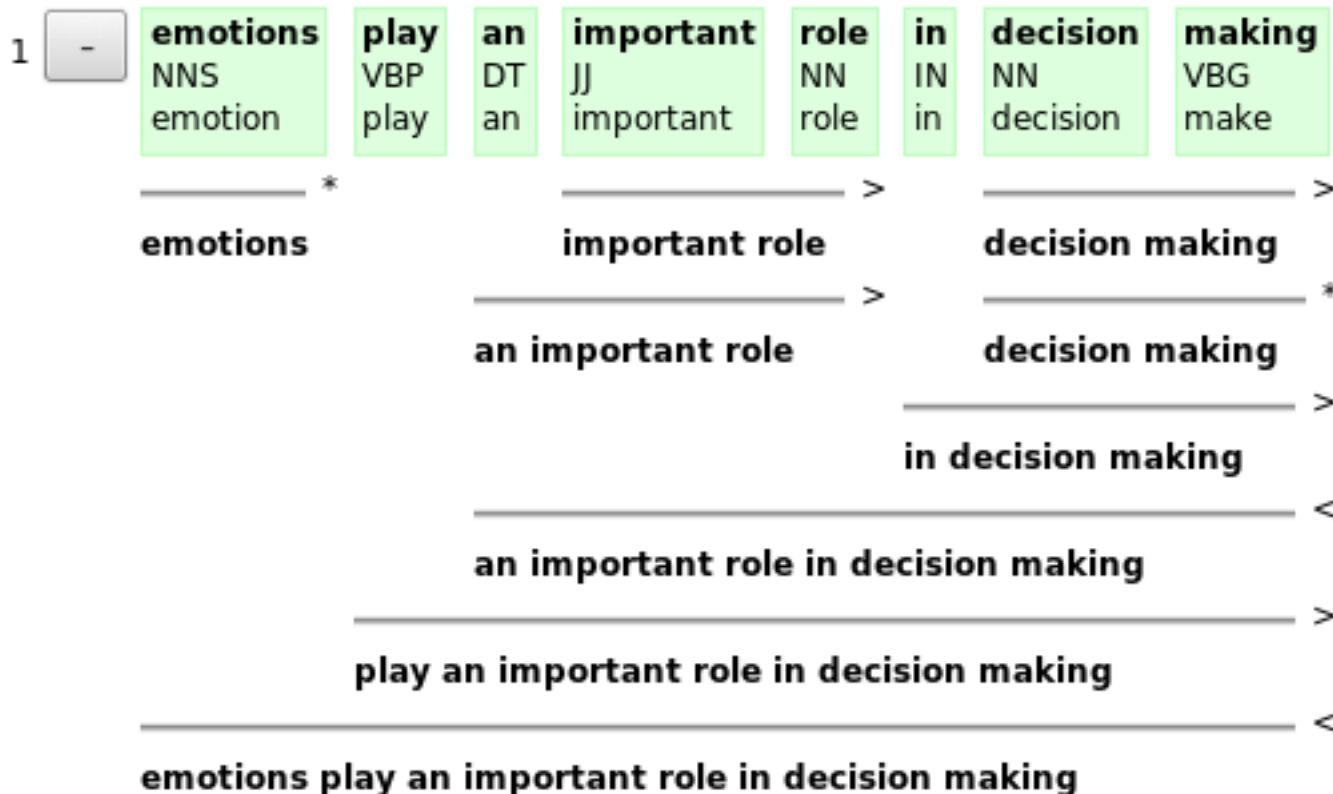 1 - emotions play an important role in decision making
NNS VBP DT JJ NN IN NN VBG
emotion play an important role in decision make
* > >
emotions important role decision making
> *
an important role decision making
>
in decision making
<
an important role in decision making
>
play an important role in decision making
<
emotions play an important role in decision making